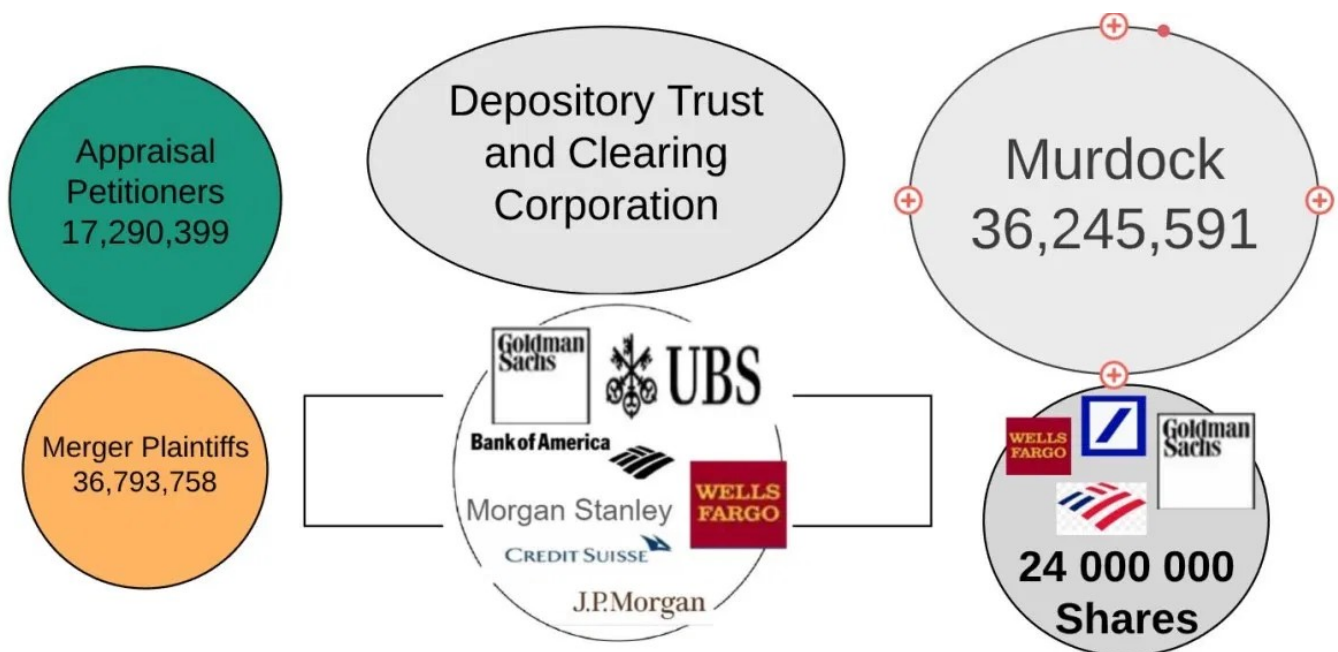 Appraisal
Petitioners
17,290,399
Depository Trust
and Clearing
Corporation
Murdock
36,245,591
Merger Plaintiffs
36,793,758
Goldman
Sachs
UBS
Bank of America
Morgan Stanley
WELLS
FARGO
CREDIT SUISSE
J.P.Morgan
WELLS
FARGO
Goldman
Sachs
24 000 000
Shares